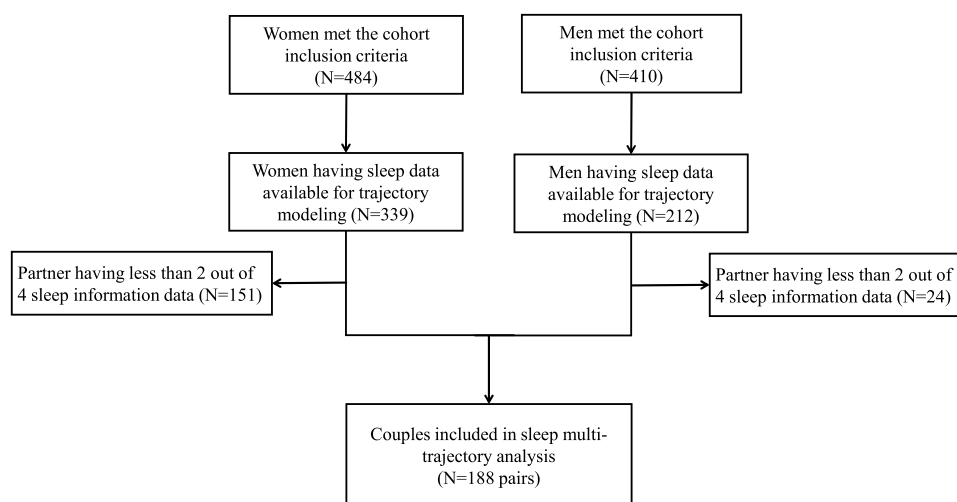 Women met the cohort
inclusion criteria
(N=484)
Men met the cohort
inclusion criteria
(N=410)
Women having sleep data
available for trajectory
modeling (N=339)
Men having sleep data
available for trajectory
modeling (N=212)
Partner having less than 2 out of
4 sleep information data (N=151)
Partner having less than 2 out of
4 sleep information data (N=24)
Couples included in sleep multi-
trajectory analysis
(N=188 pairs)